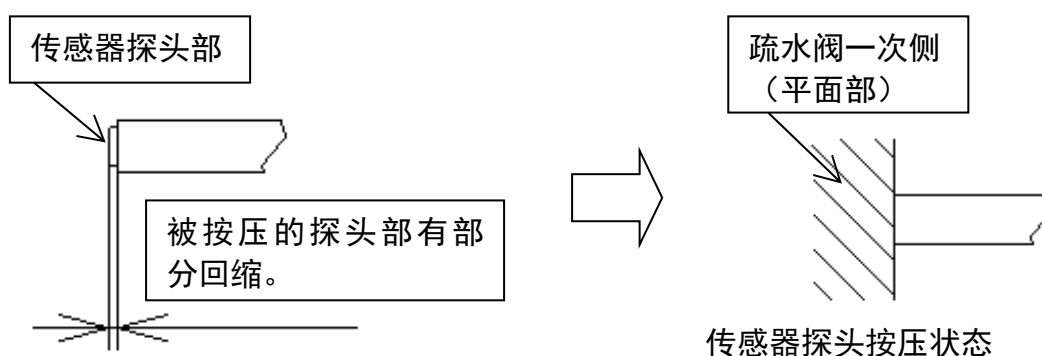 传感器探头部
疏水阀一次侧
（平面部）
被按压的探头部有部
分回缩。
传感器探头按压状态